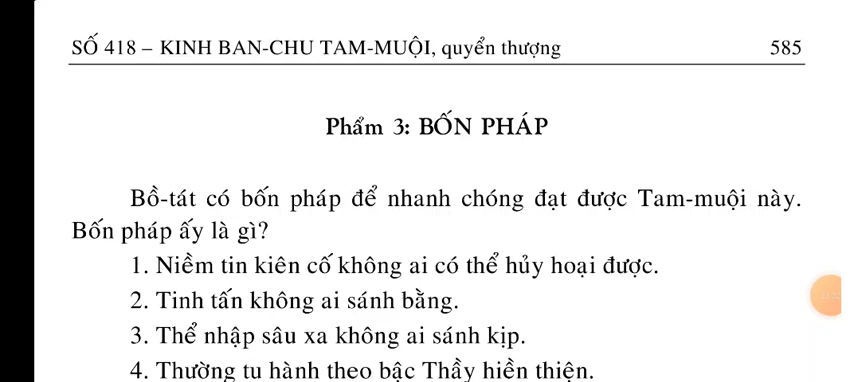 SỐ 418 – KINH BAN-CHU TAM-MUỘI, quyển thượng 585
Phẩm 3: BỐN PHÁP
Bồ-tát có bốn pháp để nhanh chóng đạt được Tam-muội này.
Bốn pháp ấy là gì?
1. Niềm tin kiên cố không ai có thể hủy hoại được.
2. Tinh tấn không ai sánh bằng.
3. Thể nhập sâu xa không ai sánh kịp.
4. Thường tu hành theo bậc Thầy hiền thiện.